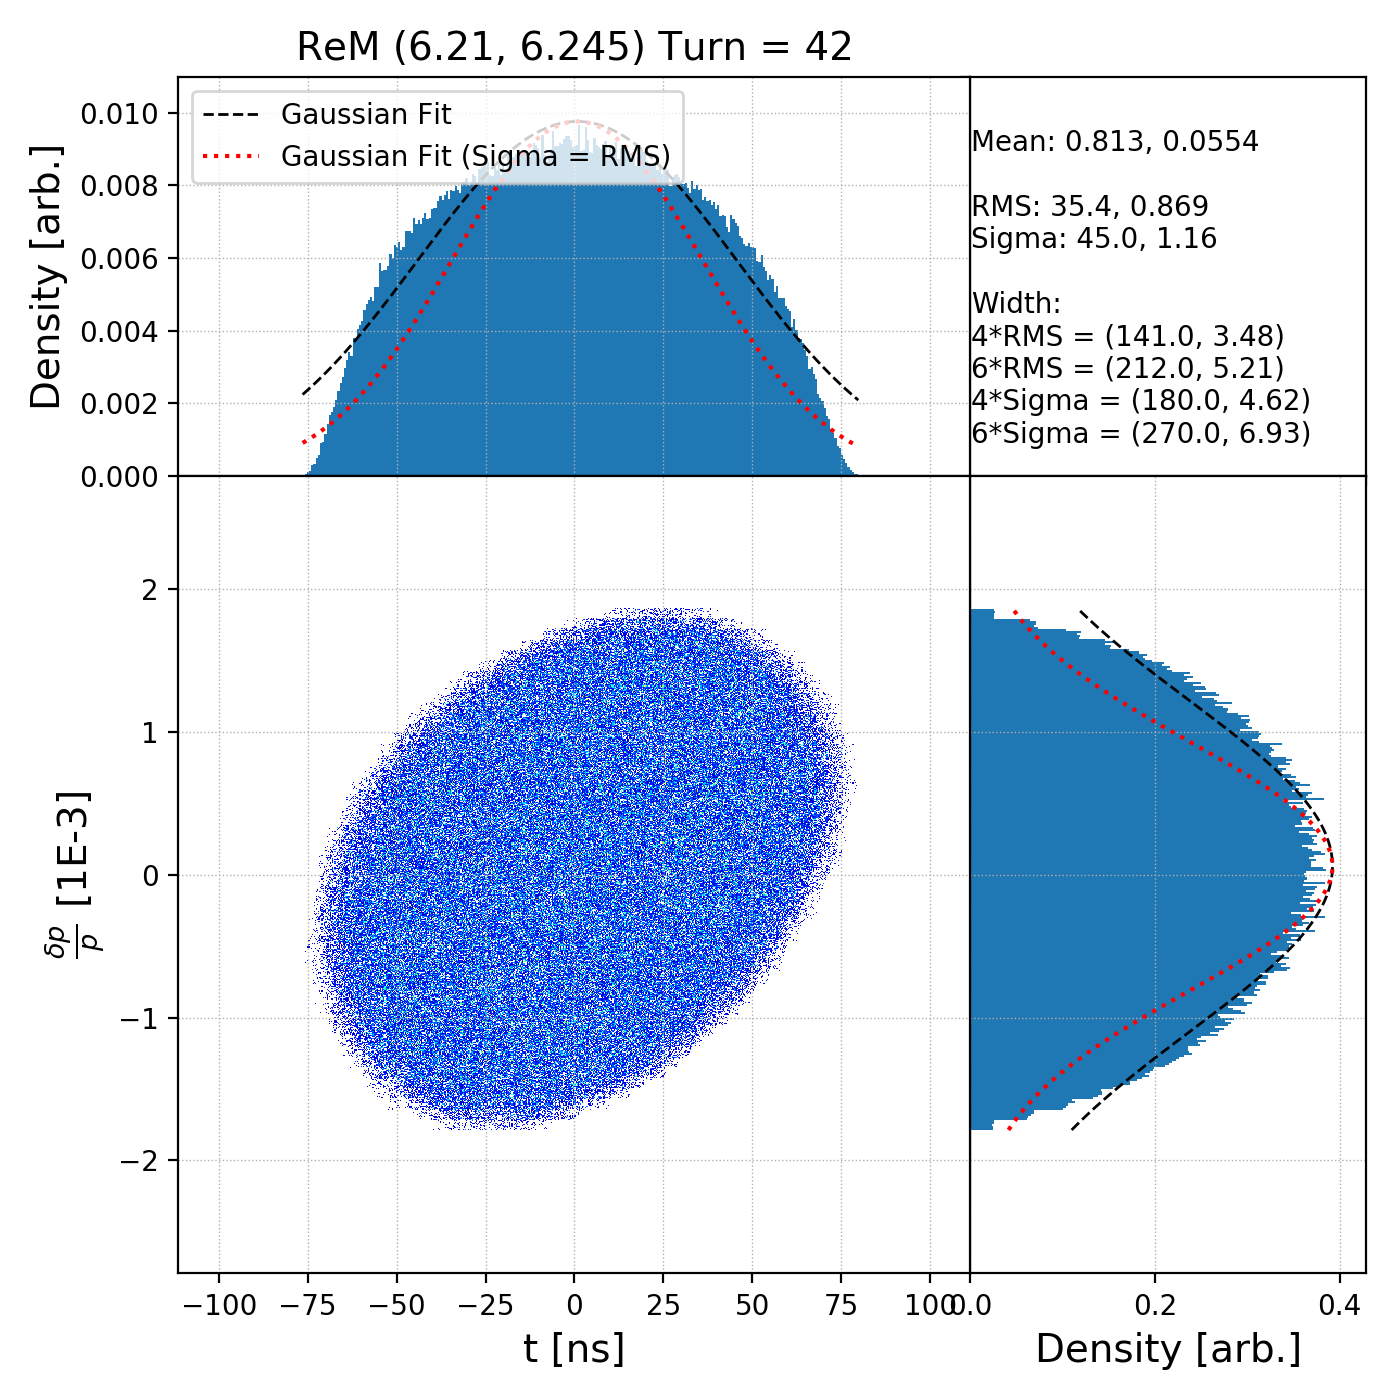 ReM (6.21, 6.245) Turn = 42
Gaussian Fit
Gaussian Fit (Sigma = RMS)
Density [arb.]
0.010
0.008
0.006
0.004
0.002
0.000
Mean: 0.813, 0.0554
RMS: 35.4, 0.869
Sigma: 45.0, 1.16
Width:
4*RMS = (141.0, 3.48)
6*RMS = (212.0, 5.21)
4*Sigma = (180.0, 4.62)
6*Sigma = (270.0, 6.93)
δp/p [1E-3]
2
1
0
−1
−2
−100 −75 −50 −25 0 25 50 75 100
t [ns]
0.0 0.2 0.4
Density [arb.]